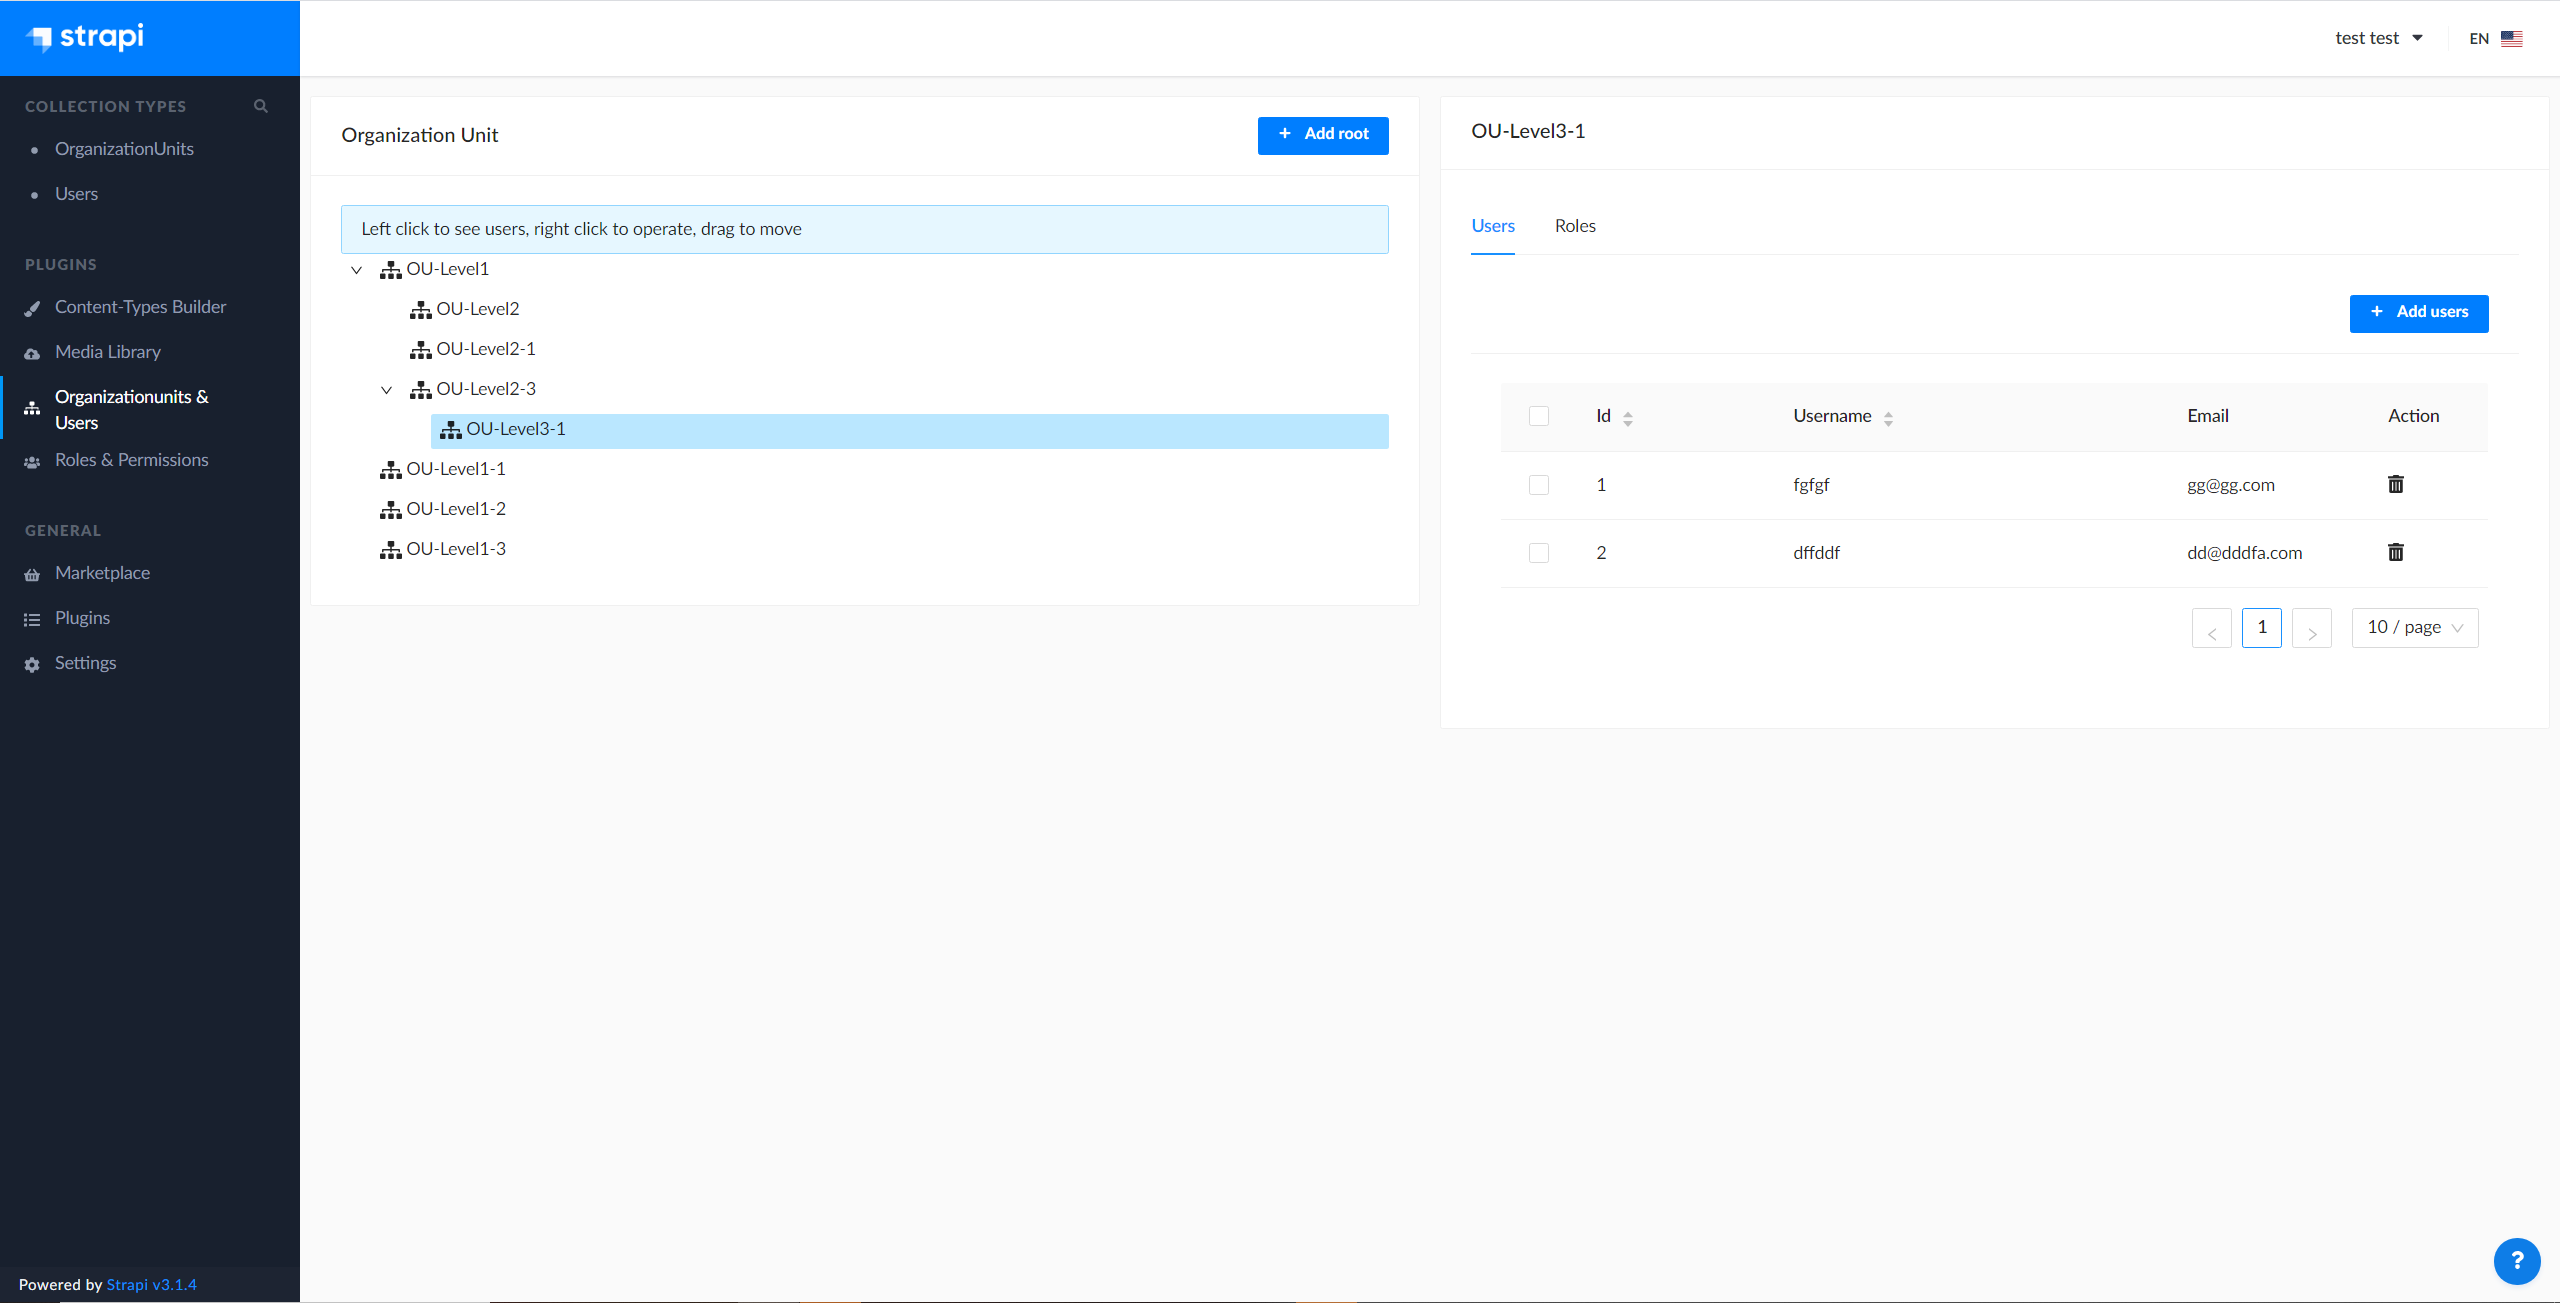 strapi
test test
EN
COLLECTION TYPES
OrganizationUnits
Users
PLUGINS
Content-Types Builder
Media Library
Organizationunits &
Users
Roles & Permissions
GENERAL
Marketplace
Plugins
Settings
Powered by Strapi v3.1.4
Organization Unit
+ Add root
Left click to see users, right click to operate, drag to move
OU-Level1
OU-Level2
OU-Level2-1
OU-Level2-3
OU-Level3-1
OU-Level1-1
OU-Level1-2
OU-Level1-3
OU-Level3-1
Users Roles
+ Add users
Id Username Email Action
1 fgfgf gg@gg.com
2 dffddf dd@dddfa.com
< 1 > 10 / page
?